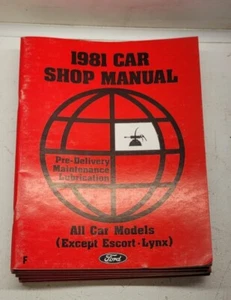 1981 CAR
SHOP MANUAL
Pre-Delivery
Maintenance
Lubrication
All Car Models
(Except Escort-Lynx)
F
Ford